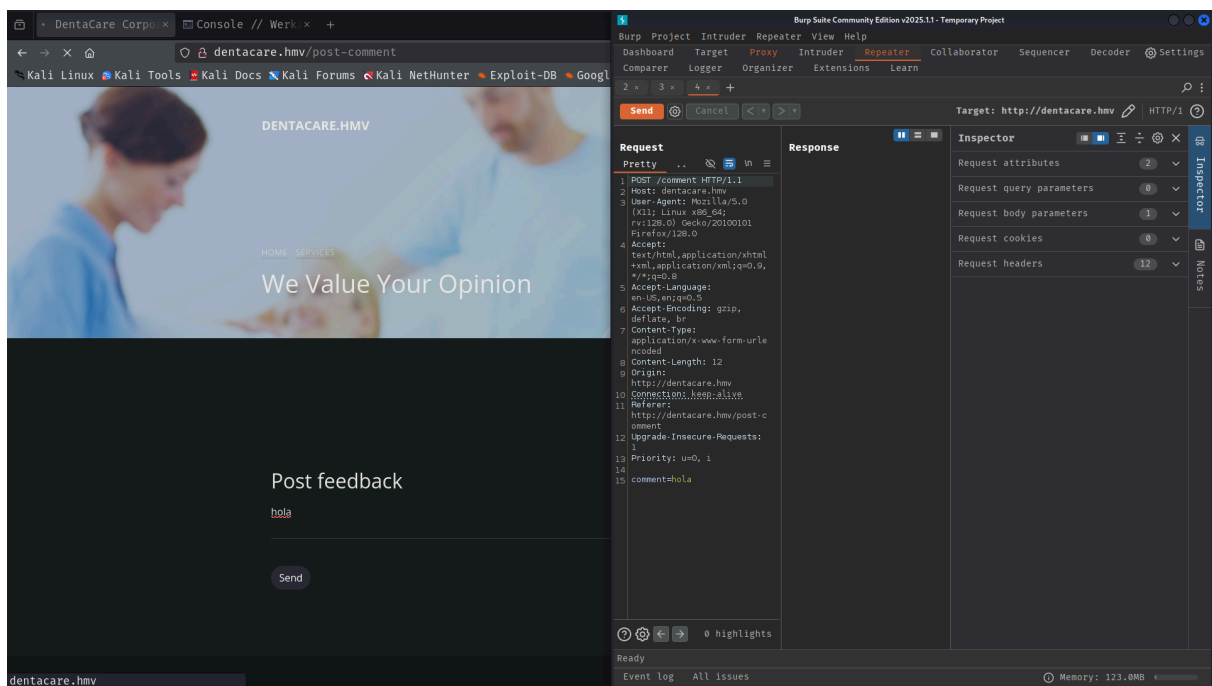 DentaCare Corpo ×
Console // Werk ×
+
dentacare.hmv/post-comment
Kali Linux Kali Tools Kali Docs Kali Forums Kali NetHunter Exploit-DB Googl
DENTACARE.HMV
HOME SERVICES
We Value Your Opinion
Post feedback
hola
Send
dentacare.hmv
Burp Suite Community Edition v2025.1.1 - Temporary Project
Burp Project Intruder Repeater View Help
Dashboard Target Proxy Intruder Repeater Collaborator Sequencer Decoder Settings
Comparer Logger Organizer Extensions Learn
2 × 3 × 4 × +
Send Cancel < > Target: http://dentacare.hmv HTTP/1
Request
Pretty .. \n
1 POST /comment HTTP/1.1
2 Host: dentacare.hmv
3 User-Agent: Mozilla/5.0
(X11; Linux x86_64;
rv:128.0) Gecko/20100101
Firefox/128.0
4 Accept:
text/html,application/xhtml
+xml,application/xml;q=0.9,
*/*;q=0.8
5 Accept-Language:
en-US,en;q=0.5
6 Accept-Encoding: gzip,
deflate, br
7 Content-Type:
application/x-www-form-urle
ncoded
8 Content-Length: 12
9 Origin:
http://dentacare.hmv
10 Connection: keep-alive
11 Referer:
http://dentacare.hmv/post-c
omment
12 Upgrade-Insecure-Requests:
1
13 Priority: u=0, i
14
15 comment=hola
0 highlights
Response
Inspector
Request attributes 2
Request query parameters 0
Request body parameters 1
Request cookies 0
Request headers 12
Inspector
Notes
Ready
Event log All issues
Memory: 123.0MB